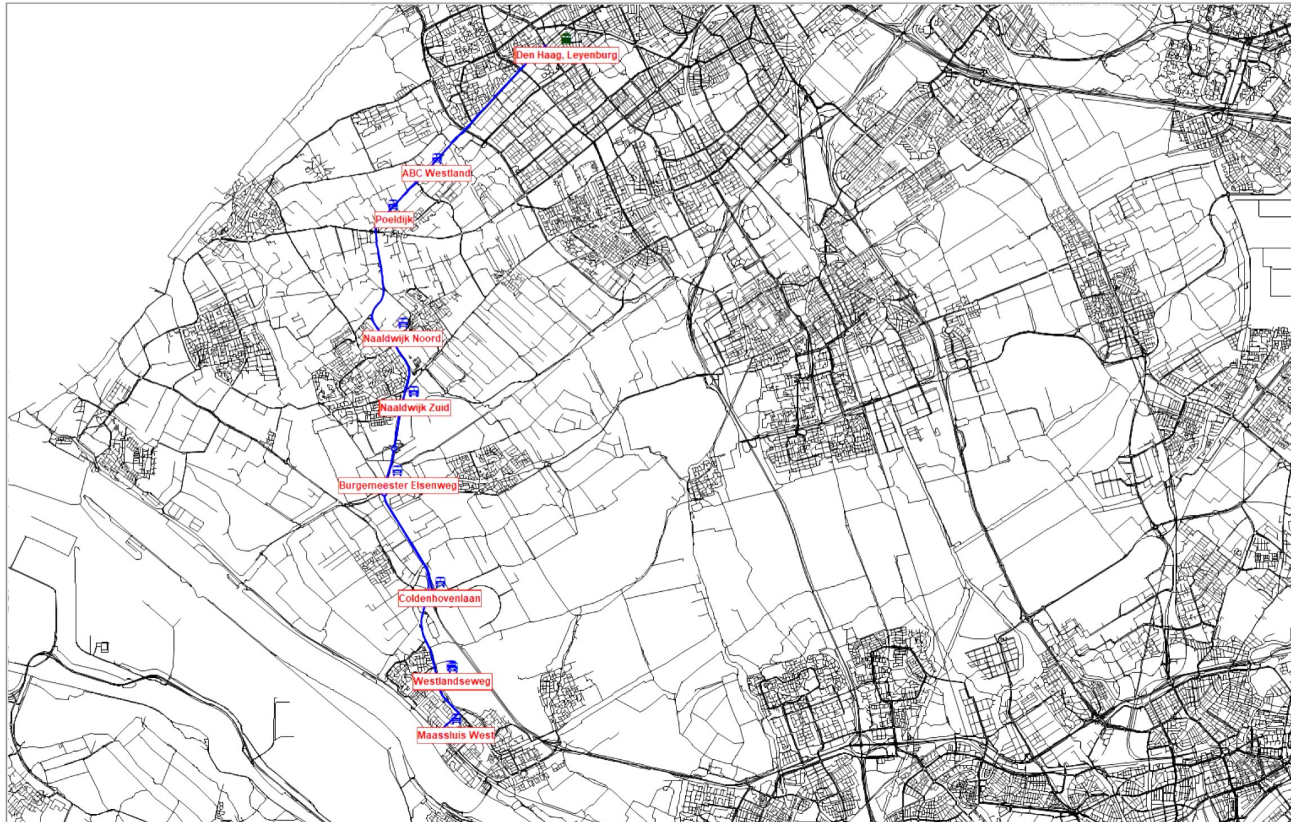 Den Haag, Leyenburg
ABC Westland
Poeldijk
Naaldwijk Noord
Naaldwijk Zuid
Burgemeester Elsenweg
Coldenhovenlaan
Westlandseweg
Maassluis West